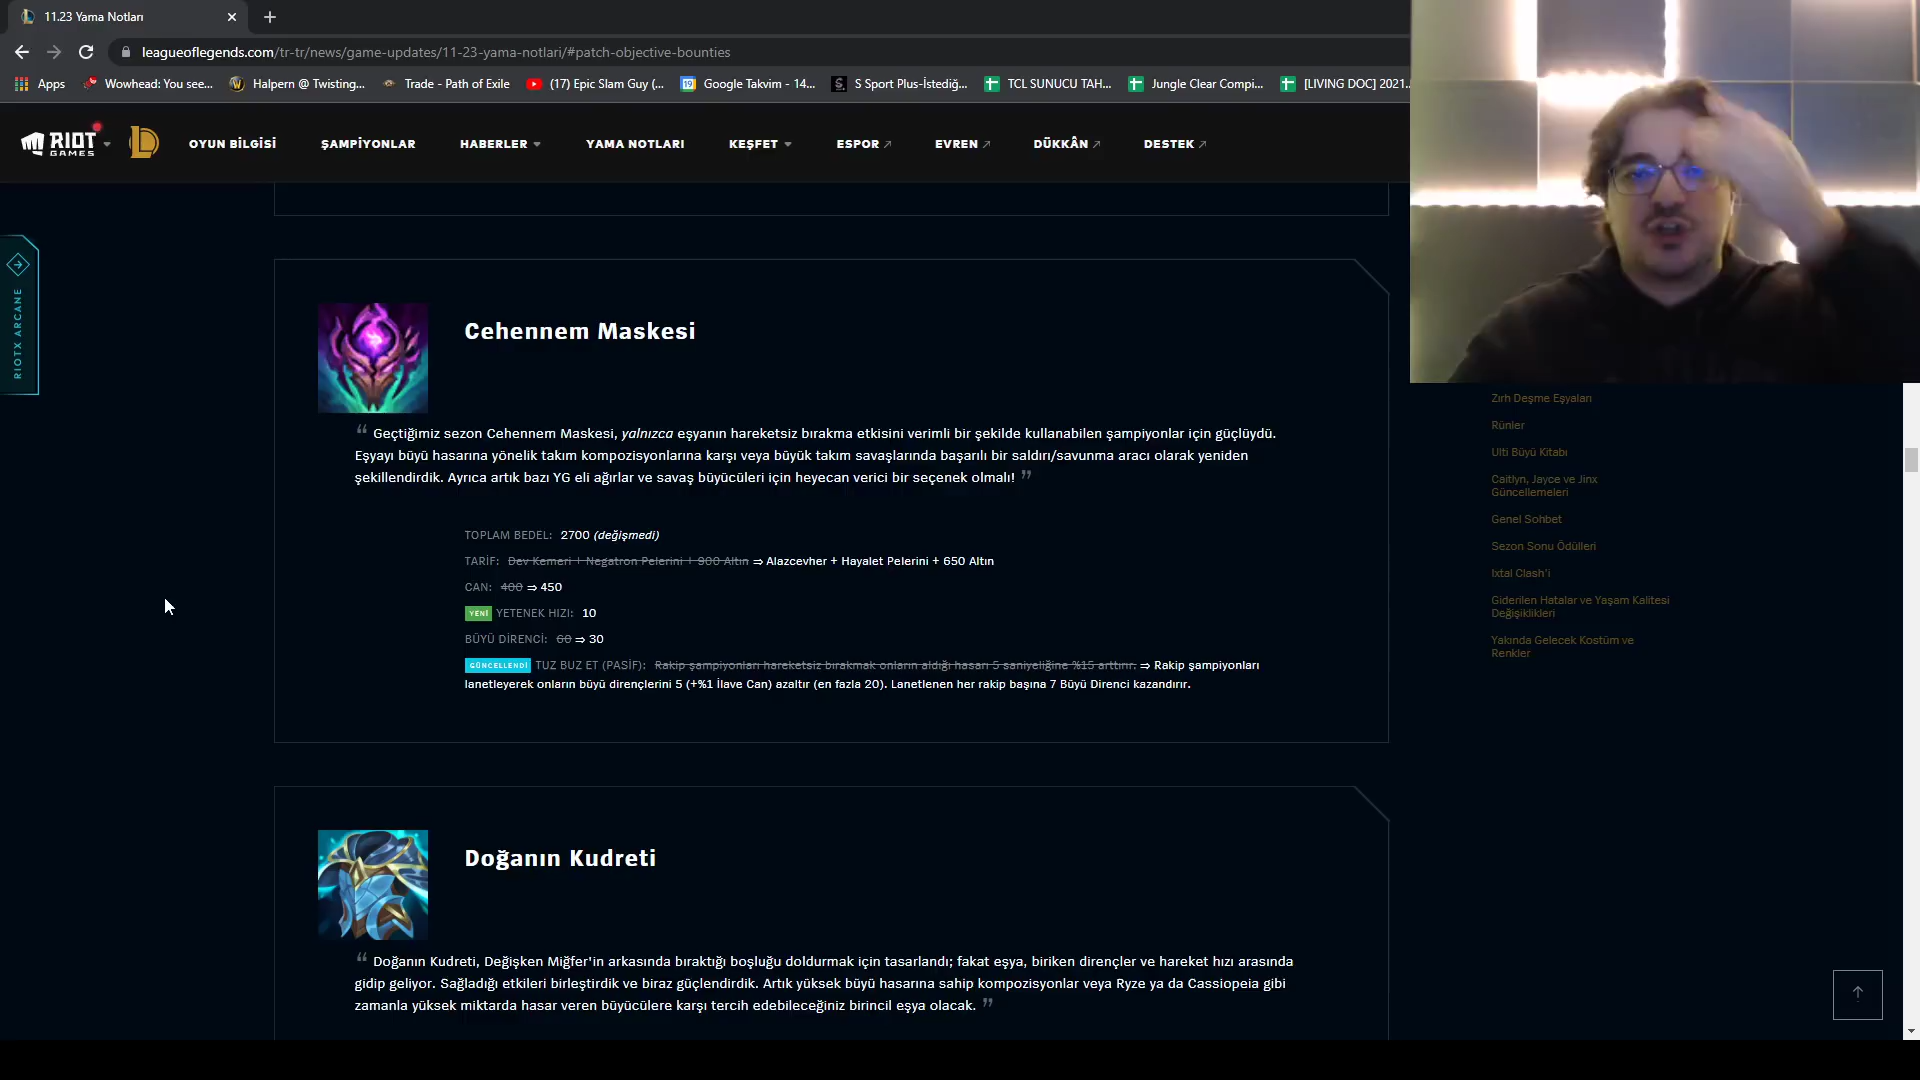 11.23 Yama Notları
leagueoflegends.com/tr-tr/news/game-updates/11-23-yama-notlari/#patch-objective-bounties
Apps
Wowhead: You see...
Halpern @ Twisting...
Trade - Path of Exile
(17) Epic Slam Guy (...
Google Takvim - 14...
S Sport Plus-İstediğ...
TCL SUNUCU TAH...
Jungle Clear Compi...
[LIVING DOC] 2021...
RIOT GAMES
OYUN BİLGİSİ
ŞAMPİYONLAR
HABERLER
YAMA NOTLARI
KEŞFET
ESPOR
EVREN
DÜKKÂN
DESTEK
RIOTX ARCANE
Cehennem Maskesi
“ Geçtiğimiz sezon Cehennem Maskesi, yalnızca eşyanın hareketsiz bırakma etkisini verimli bir şekilde kullanabilen şampiyonlar için güçlüydü.
Eşyayı büyü hasarına yönelik takım kompozisyonlarına karşı veya büyük takım savaşlarında başarılı bir saldırı/savunma aracı olarak yeniden
şekillendirdik. Ayrıca artık bazı YG eli ağırlar ve savaş büyücüleri için heyecan verici bir seçenek olmalı! ”
TOPLAM BEDEL: 2700 (değişmedi)
TARİF: Dev Kemeri + Negatron Pelerini + 900 Altın ⇒ Alazcevher + Hayalet Pelerini + 650 Altın
CAN: 400 ⇒ 450
YENİ YETENEK HIZI: 10
BÜYÜ DİRENCİ: 60 ⇒ 30
GÜNCELLENDİ TUZ BUZ ET (PASİF): Rakip şampiyonları hareketsiz bırakmak onların aldığı hasarı 5 saniyeliğine %15 arttırır. ⇒ Rakip şampiyonları
lanetleyerek onların büyü dirençlerini 5 (+%1 İlave Can) azaltır (en fazla 20). Lanetlenen her rakip başına 7 Büyü Direnci kazandırır.
Doğanın Kudreti
“ Doğanın Kudreti, Değişken Miğfer'in arkasında bıraktığı boşluğu doldurmak için tasarlandı; fakat eşya, biriken dirençler ve hareket hızı arasında
gidip geliyor. Sağladığı etkileri birleştirdik ve biraz güçlendirdik. Artık yüksek büyü hasarına sahip kompozisyonlar veya Ryze ya da Cassiopeia gibi
zamanla yüksek miktarda hasar veren büyücülere karşı tercih edebileceğiniz birincil eşya olacak. ”
Zırh Deşme Eşyaları
Rünler
Ulti Büyü Kitabı
Caitlyn, Jayce ve Jinx
Güncellemeleri
Genel Sohbet
Sezon Sonu Ödülleri
Ixtal Clash'i
Giderilen Hatalar ve Yaşam Kalitesi
Değişiklikleri
Yakında Gelecek Kostüm ve
Renkler